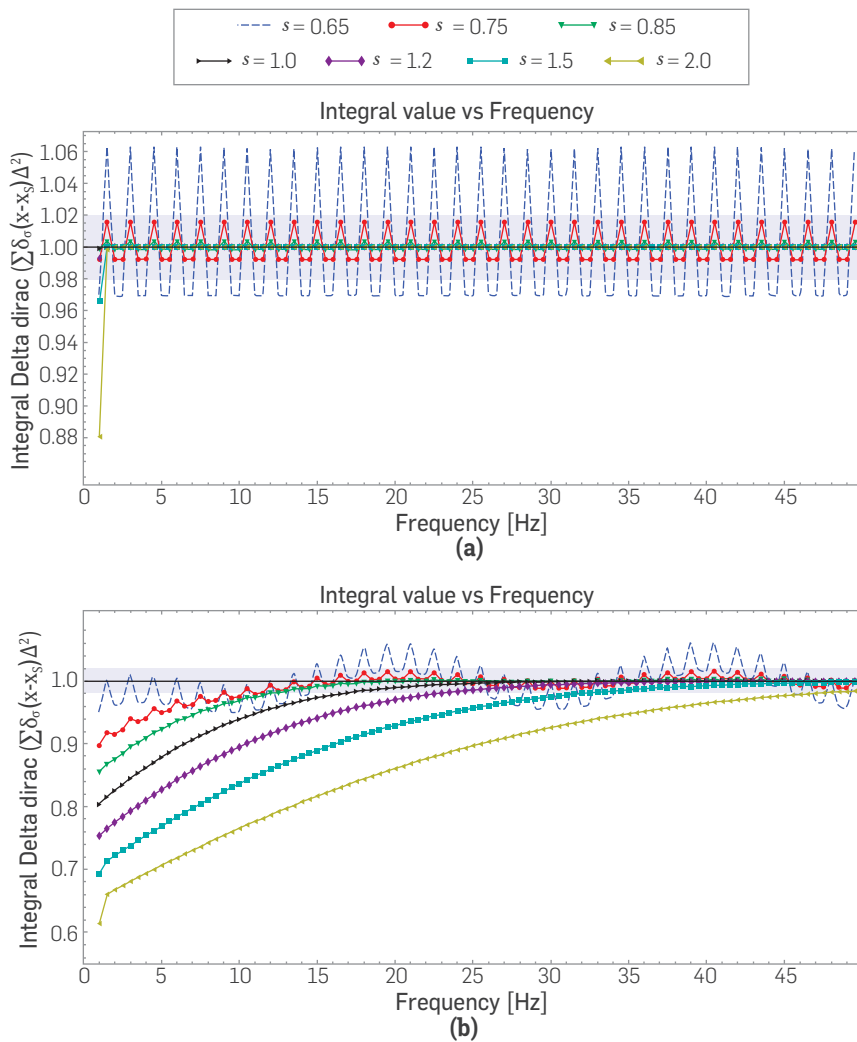 s = 0.65 s = 0.75 s = 0.85
s = 1.0 s = 1.2 s = 1.5 s = 2.0
Integral value vs Frequency
Integral Delta dirac (∑δσ(x-xS)Δ²)
1.06
1.04
1.02
1.00
0.98
0.96
0.94
0.92
0.90
0.88
0 5 10 15 20 25 30 35 40 45
Frequency [Hz]
(a)
Integral value vs Frequency
Integral Delta dirac (∑δσ(x-xS)Δ²)
1.0
0.9
0.8
0.7
0.6
0 5 10 15 20 25 30 35 40 45
Frequency [Hz]
(b)